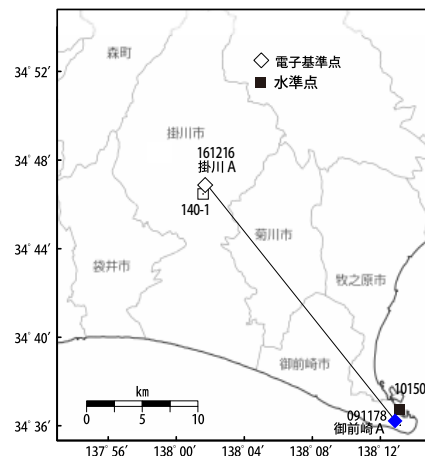 34° 52'
34° 48'
34° 44'
34° 40'
34° 36'
森町
電子基準点
水準点
掛川市
161216
掛川 A
140-1
菊川市
袋井市
牧之原市
御前崎市
km
0 5 10
10150
091178
御前崎 A
137° 56' 138° 00' 138° 04' 138° 08' 138° 12'